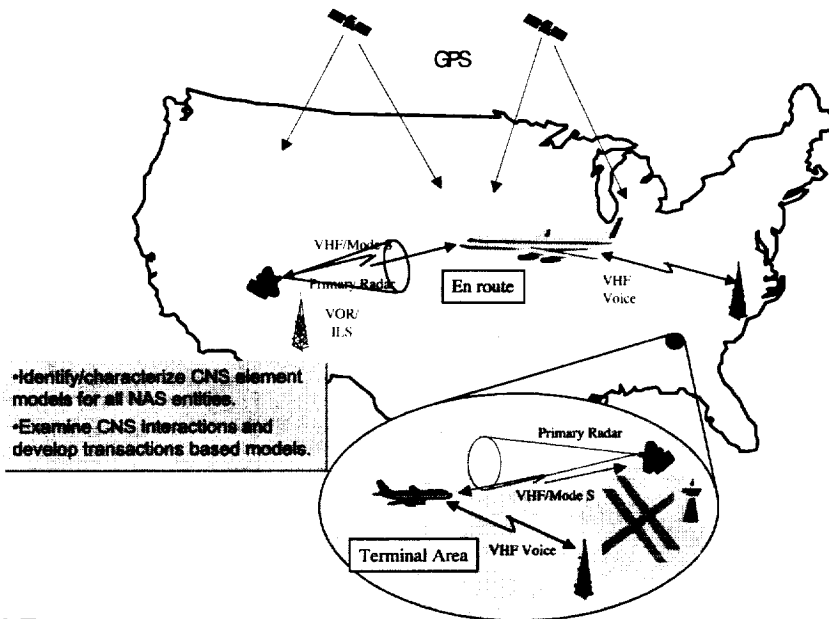 GPS
VHF/Mode S
Primary Radar
VOR/
ILS
En route
VHF
Voice
•Identify/characterize CNS element
models for all NAS entities.
•Examine CNS interactions and
develop transactions based models.
Primary Radar
VHF/Mode S
VHF Voice
Terminal Area